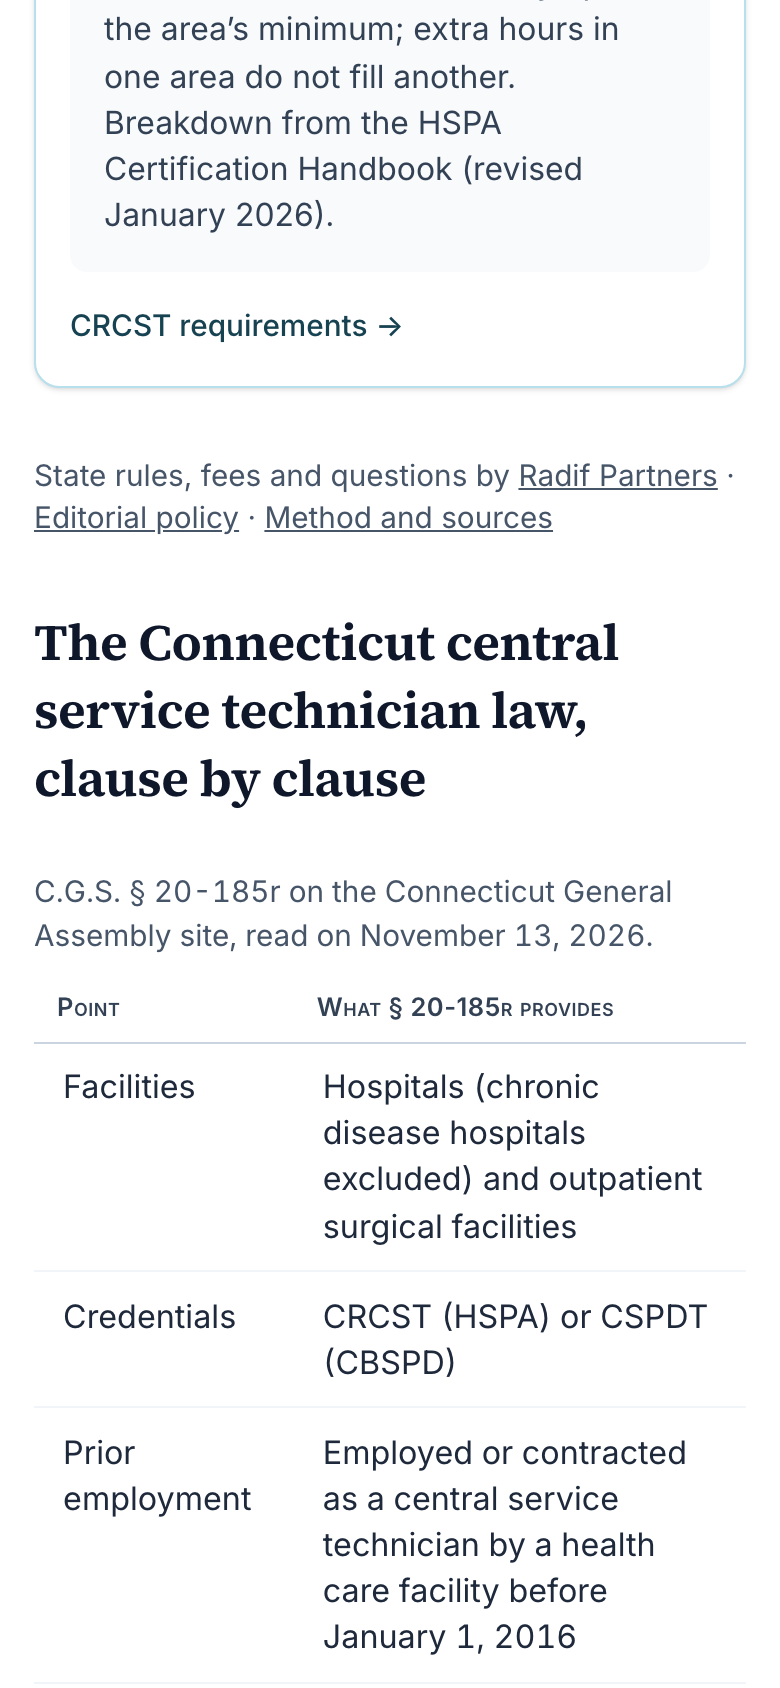 the area’s minimum; extra hours in
one area do not fill another.
Breakdown from the HSPA
Certification Handbook (revised
January 2026).
CRCST requirements →
State rules, fees and questions by Radif Partners ·
Editorial policy · Method and sources
The Connecticut central
service technician law,
clause by clause
C.G.S. § 20-185r on the Connecticut General
Assembly site, read on November 13, 2026.
Point What § 20-185r provides
Facilities Hospitals (chronic
disease hospitals
excluded) and outpatient
surgical facilities
Credentials CRCST (HSPA) or CSPDT
(CBSPD)
Prior Employed or contracted
employment as a central service
technician by a health
care facility before
January 1, 2016